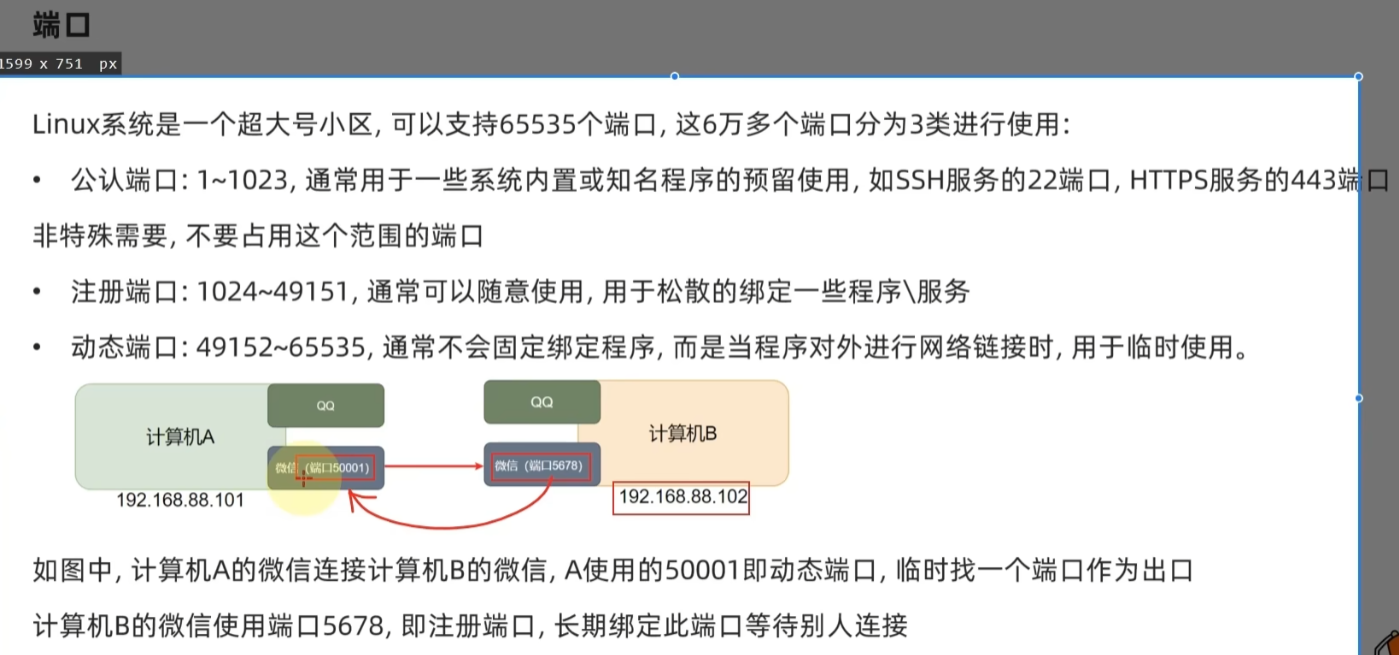 端口
1599 x 751 px
Linux系统是一个超大号小区, 可以支持65535个端口, 这6万多个端口分为3类进行使用:
• 公认端口: 1~1023, 通常用于一些系统内置或知名程序的预留使用, 如SSH服务的22端口, HTTPS服务的443端口
非特殊需要, 不要占用这个范围的端口
• 注册端口: 1024~49151, 通常可以随意使用, 用于松散的绑定一些程序\服务
• 动态端口: 49152~65535, 通常不会固定绑定程序, 而是当程序对外进行网络链接时, 用于临时使用。
QQ
QQ
计算机A
计算机B
微信 (端口50001)
微信 (端口5678)
192.168.88.101
192.168.88.102
如图中, 计算机A的微信连接计算机B的微信, A使用的50001即动态端口, 临时找一个端口作为出口
计算机B的微信使用端口5678, 即注册端口, 长期绑定此端口等待别人连接